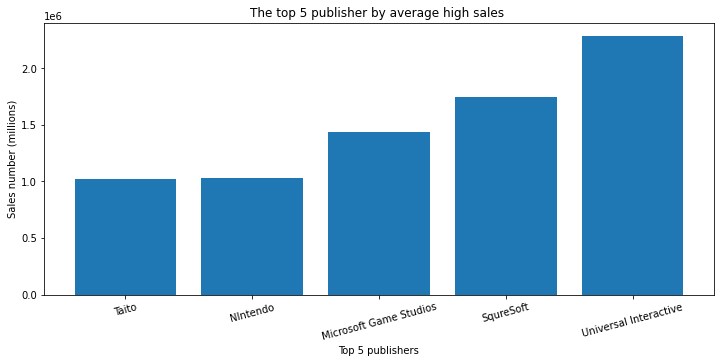 The top 5 publisher by average high sales
1e6
2.0
1.5
1.0
0.5
0.0
Sales number (millions)
Taito
NIntendo
Microsoft Game Studios
SqureSoft
Universal Interactive
Top 5 publishers